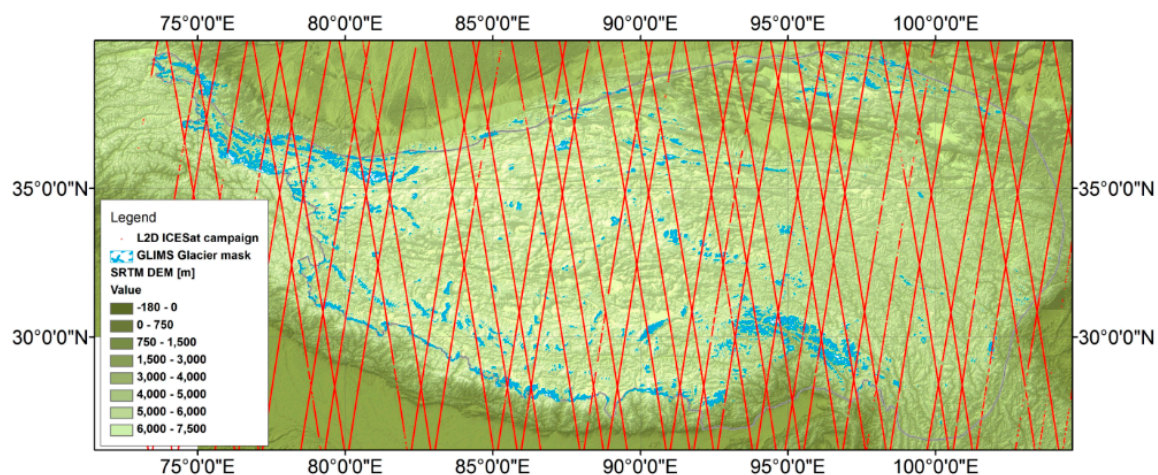 75°0'0"E 80°0'0"E 85°0'0"E 90°0'0"E 95°0'0"E 100°0'0"E
35°0'0"N 35°0'0"N
Legend
L2D ICESat campaign
GLIMS Glacier mask
SRTM DEM [m]
Value
-180 - 0
0 - 750
750 - 1,500
1,500 - 3,000
3,000 - 4,000
4,000 - 5,000
5,000 - 6,000
6,000 - 7,500
30°0'0"N 30°0'0"N
75°0'0"E 80°0'0"E 85°0'0"E 90°0'0"E 95°0'0"E 100°0'0"E